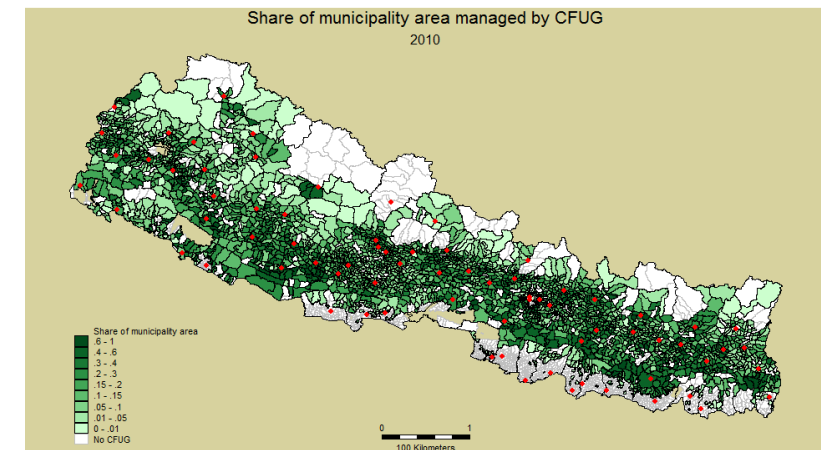 Share of municipality area managed by CFUG
2010
Share of municipality area
.6 - 1
.4 - .6
.3 - .4
.2 - .3
.15 - .2
.1 - .15
.05 - .1
.01 - .05
0 - .01
No CFUG
0 1
100 Kilometers